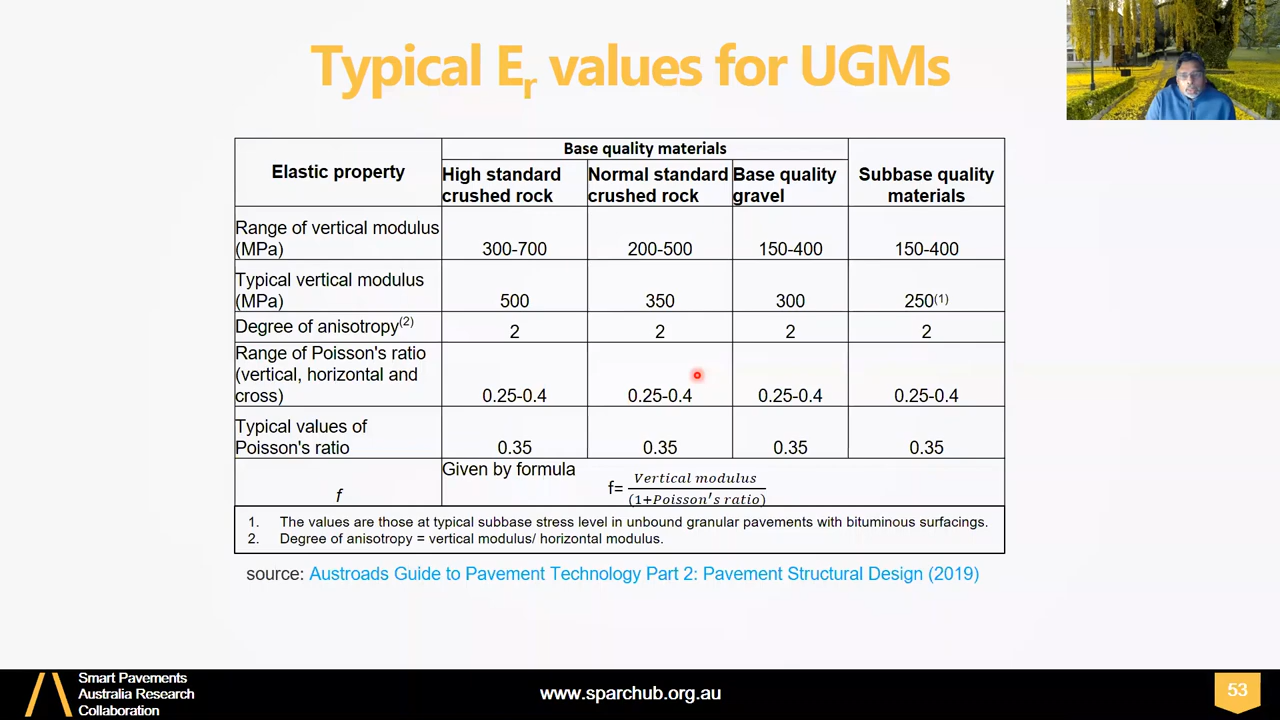 Typical Er values for UGMs
Elastic property
Base quality materials
High standard
crushed rock
Normal standard
crushed rock
Base quality
gravel
Subbase quality
materials
Range of vertical modulus
(MPa)
300-700
200-500
150-400
150-400
Typical vertical modulus
(MPa)
500
350
300
250(1)
Degree of anisotropy(2)
2
2
2
2
Range of Poisson's ratio
(vertical, horizontal and
cross)
0.25-0.4
0.25-0.4
0.25-0.4
0.25-0.4
Typical values of
Poisson's ratio
0.35
0.35
0.35
0.35
f
Given by formula
f= Vertical modulus
(1+Poisson's ratio)
1. The values are those at typical subbase stress level in unbound granular pavements with bituminous surfacings.
2. Degree of anisotropy = vertical modulus/ horizontal modulus.
source: Austroads Guide to Pavement Technology Part 2: Pavement Structural Design (2019)
Smart Pavements
Australia Research
Collaboration
www.sparchub.org.au
53